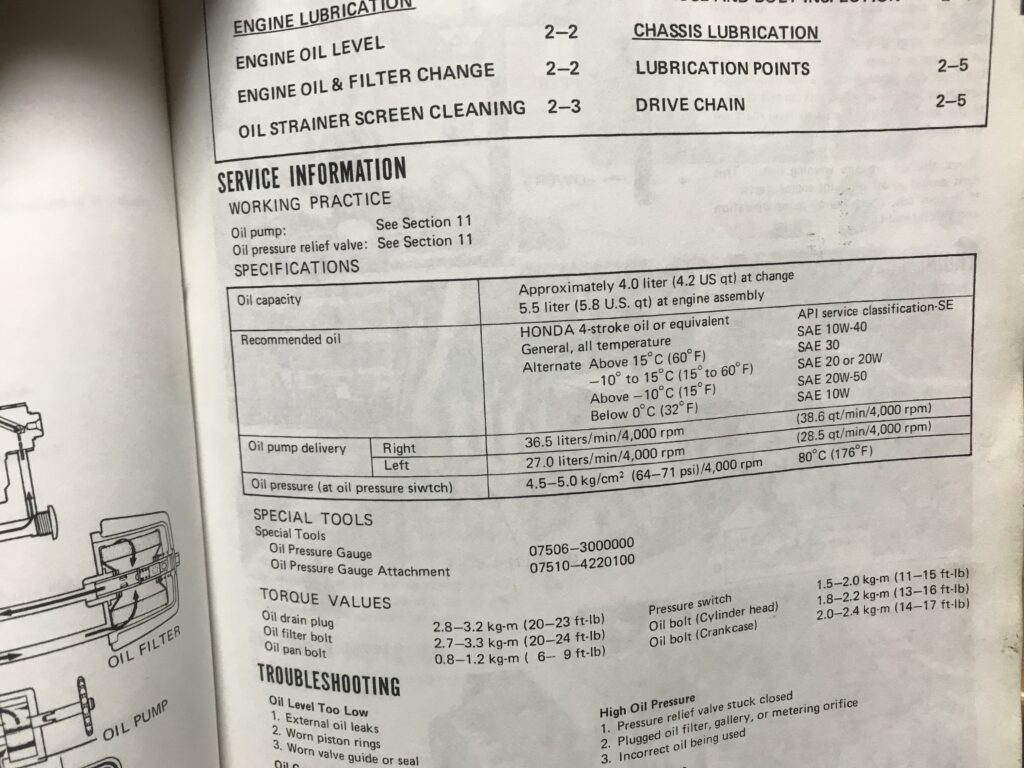 ENGINE LUBRICATION
ENGINE OIL LEVEL 2–2
ENGINE OIL & FILTER CHANGE 2–2
OIL STRAINER SCREEN CLEANING 2–3
CHASSIS LUBRICATION
LUBRICATION POINTS 2–5
DRIVE CHAIN 2–5
SERVICE INFORMATION
WORKING PRACTICE
Oil pump: See Section 11
Oil pressure relief valve: See Section 11
SPECIFICATIONS
Oil capacity Approximately 4.0 liter (4.2 US qt) at change
5.5 liter (5.8 U.S. qt) at engine assembly
Recommended oil HONDA 4-stroke oil or equivalent API service classification-SE
General, all temperature SAE 10W-40
Alternate Above 15°C (60°F) SAE 30
–10° to 15°C (15° to 60°F) SAE 20 or 20W
Above –10°C (15°F) SAE 20W-50
Below 0°C (32°F) SAE 10W
Oil pump delivery Right 36.5 liters/min/4,000 rpm (38.6 qt/min/4,000 rpm)
Left 27.0 liters/min/4,000 rpm (28.5 qt/min/4,000 rpm)
Oil pressure (at oil pressure siwtch) 4.5–5.0 kg/cm² (64–71 psi)/4,000 rpm 80°C (176°F)
SPECIAL TOOLS
Special Tools
Oil Pressure Gauge 07506–3000000
Oil Pressure Gauge Attachment 07510–4220100
TORQUE VALUES
Oil drain plug 2.8–3.2 kg-m (20–23 ft-lb)
Oil filter bolt 2.7–3.3 kg-m (20–24 ft-lb)
Oil pan bolt 0.8–1.2 kg-m ( 6– 9 ft-lb)
Pressure switch 1.5–2.0 kg-m (11–15 ft-lb)
Oil bolt (Cylinder head) 1.8–2.2 kg-m (13–16 ft-lb)
Oil bolt (Crankcase) 2.0–2.4 kg-m (14–17 ft-lb)
TROUBLESHOOTING
Oil Level Too Low
1. External oil leaks
2. Worn piston rings
3. Worn valve guide or seal
High Oil Pressure
1. Pressure relief valve stuck closed
2. Plugged oil filter, gallery, or metering orifice
3. Incorrect oil being used
OIL FILTER
OIL PUMP